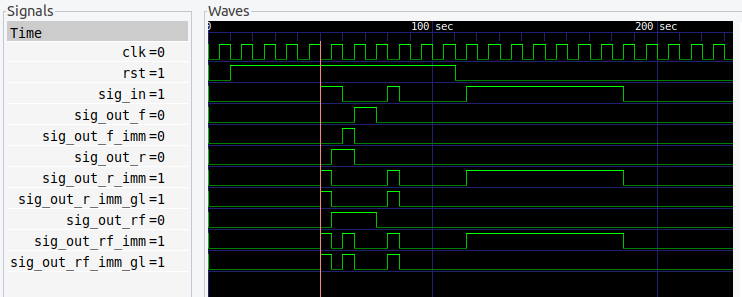 Signals
Waves
Time
0
100 sec
200 sec
clk=0
rst=1
sig_in=1
sig_out_f=0
sig_out_f_imm=0
sig_out_r=0
sig_out_r_imm=1
sig_out_r_imm_gl=1
sig_out_rf=0
sig_out_rf_imm=1
sig_out_rf_imm_gl=1